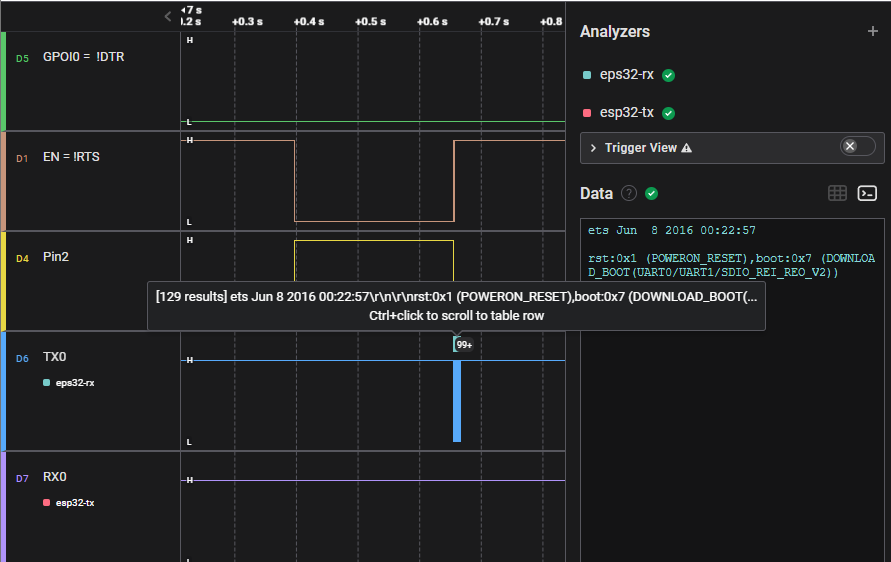 7 s
0.2 s
+0.3 s
+0.4 s
+0.5 s
+0.6 s
+0.7 s
+0.8
D5
GPOI0 = !DTR
H
L
D1
EN = !RTS
H
L
D4
Pin2
H
[129 results] ets Jun 8 2016 00:22:57\r\n\r\nrst:0x1 (POWERON_RESET),boot:0x7 (DOWNLOAD_BOOT(...
Ctrl+click to scroll to table row
D6
TX0
H
99+
eps32-rx
L
D7
RX0
H
esp32-tx
L
Analyzers
+
eps32-rx
esp32-tx
Trigger View
Data
?
ets Jun  8 2016 00:22:57
rst:0x1 (POWERON_RESET),boot:0x7 (DOWNLOA
D_BOOT(UART0/UART1/SDIO_REI_REO_V2))